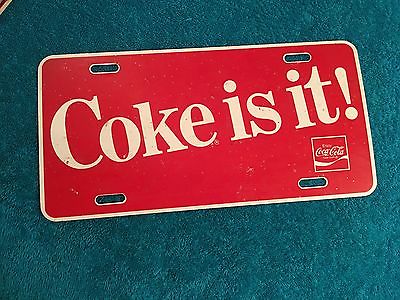 Coke is it!
®
Enjoy
Coca-Cola